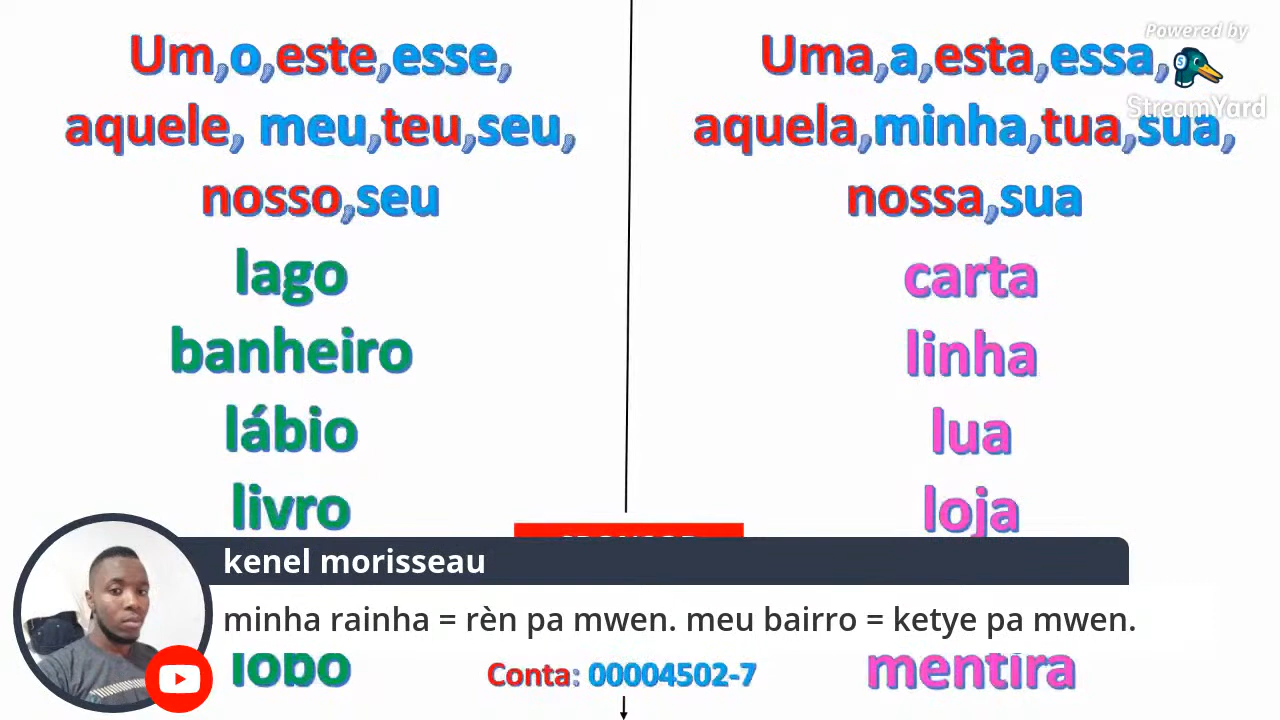 Powered by
StreamYard
Um,o,este,esse,
aquele, meu,teu,seu,
nosso,seu
lago
banheiro
lábio
livro
lobo
Uma,a,esta,essa,
aquela,minha,tua,sua,
nossa,sua
carta
linha
lua
loja
mentira
SPONSOR
kenel morisseau
minha rainha = rèn pa mwen. meu bairro = ketye pa mwen.
Conta: 00004502-7